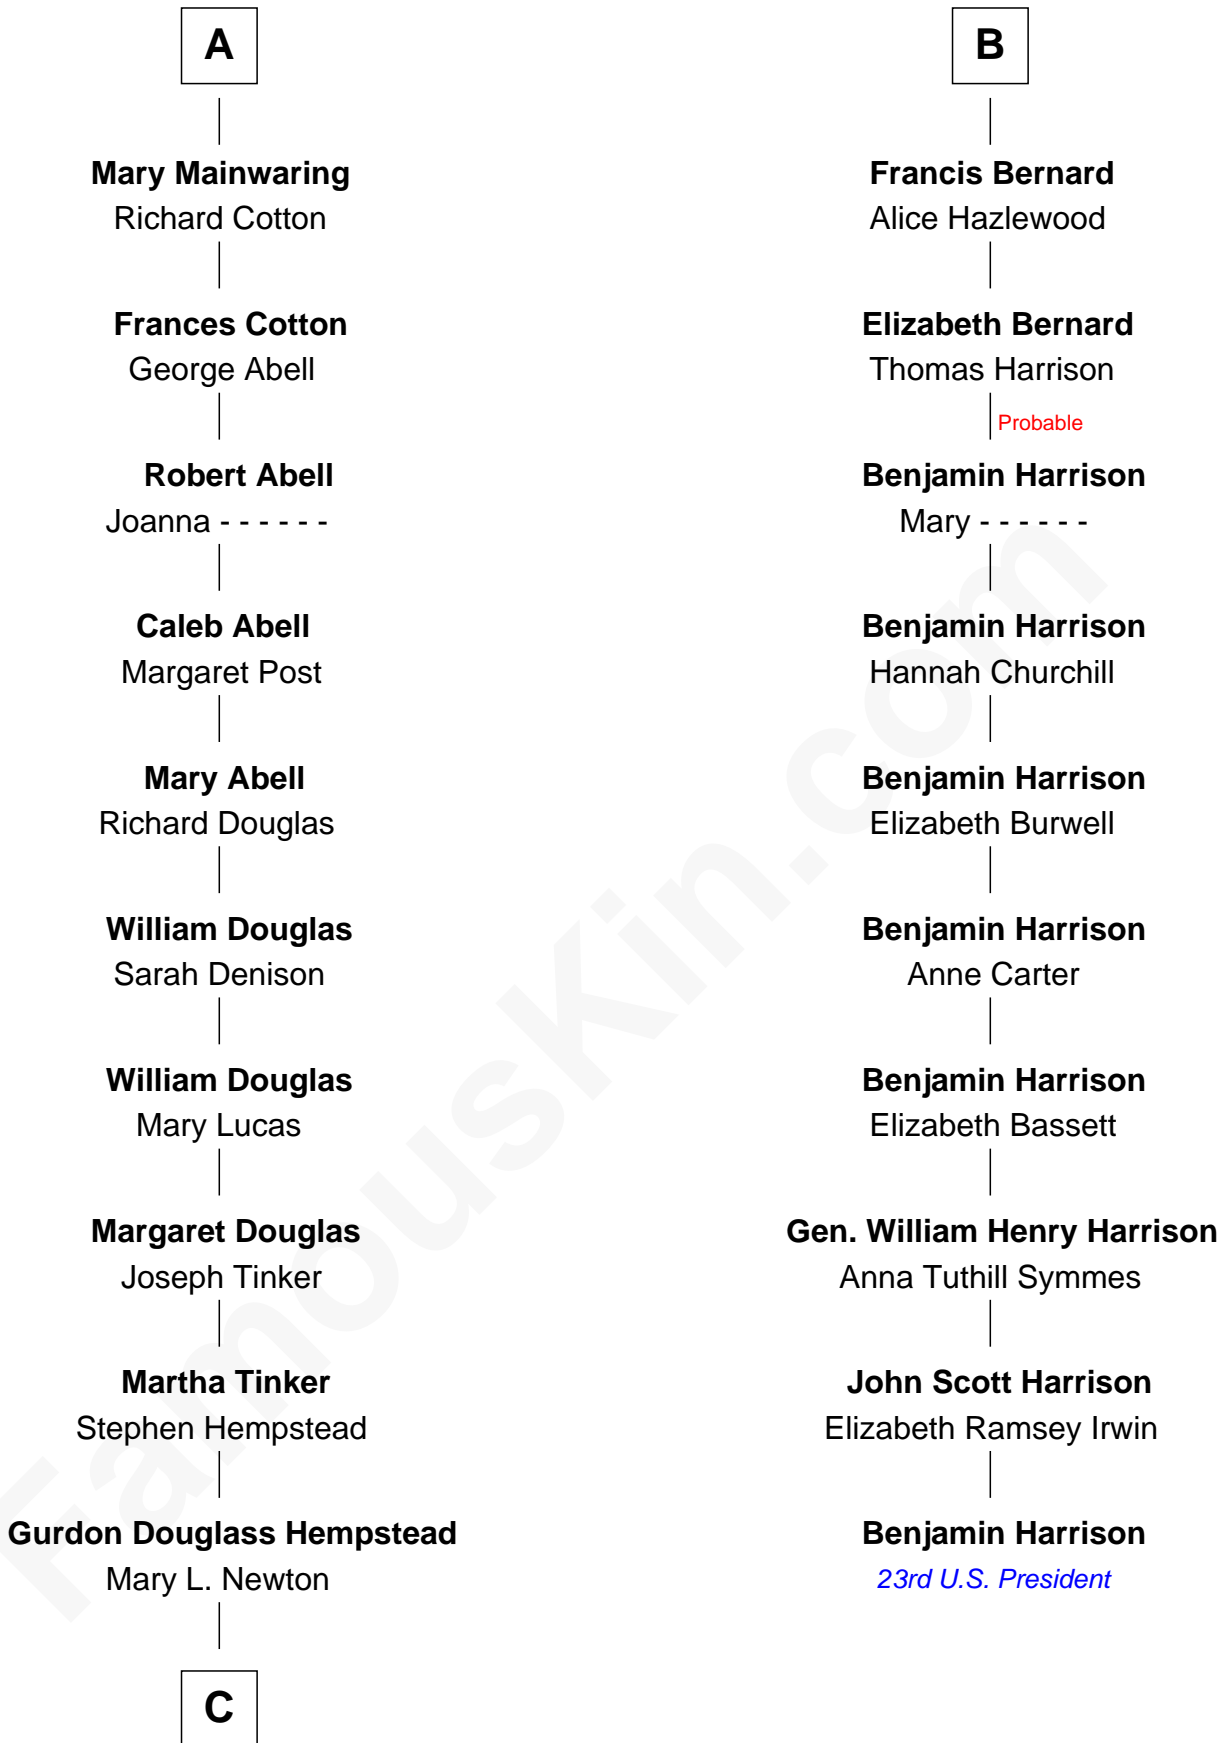 A
Mary Mainwaring
Richard Cotton
Frances Cotton
George Abell
Robert Abell
Joanna - - - - - -
Caleb Abell
Margaret Post
Mary Abell
Richard Douglas
William Douglas
Sarah Denison
William Douglas
Mary Lucas
Margaret Douglas
Joseph Tinker
Martha Tinker
Stephen Hempstead
Gurdon Douglass Hempstead
Mary L. Newton
C
B
Francis Bernard
Alice Hazlewood
Elizabeth Bernard
Thomas Harrison
Probable
Benjamin Harrison
Mary - - - - - -
Benjamin Harrison
Hannah Churchill
Benjamin Harrison
Elizabeth Burwell
Benjamin Harrison
Anne Carter
Benjamin Harrison
Elizabeth Bassett
Gen. William Henry Harrison
Anna Tuthill Symmes
John Scott Harrison
Elizabeth Ramsey Irwin
Benjamin Harrison
23rd U.S. President
FamousKin.com